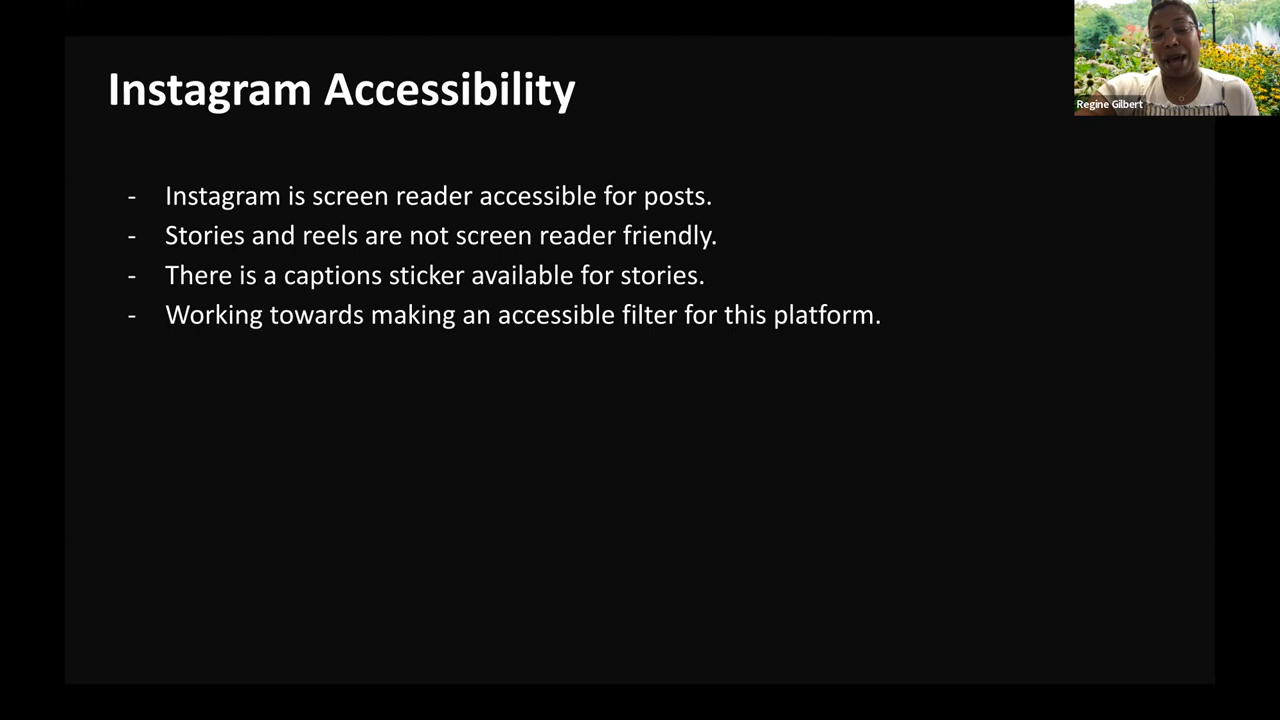 Instagram Accessibility
Regine Gilbert
- Instagram is screen reader accessible for posts.
- Stories and reels are not screen reader friendly.
- There is a captions sticker available for stories.
- Working towards making an accessible filter for this platform.